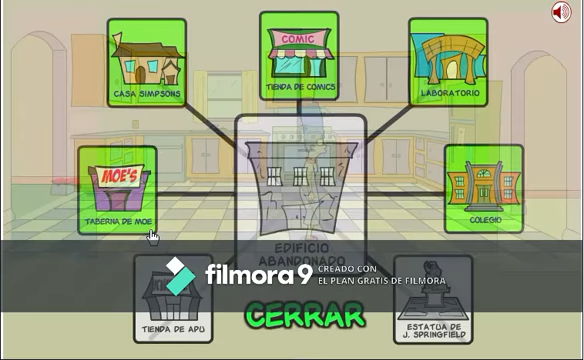 COMIC
CASA SIMPSONS
TIENDA DE COMICS
LABORATORIO
MOE'S
TABERNA DE MOE
COLEGIO
EDIFICIO
ABANDONADO
filmora9
CREADO CON
EL PLAN GRATIS DE FILMORA
TIENDA DE APU
CERRAR
ESTATUA DE
J. SPRINGFIELD